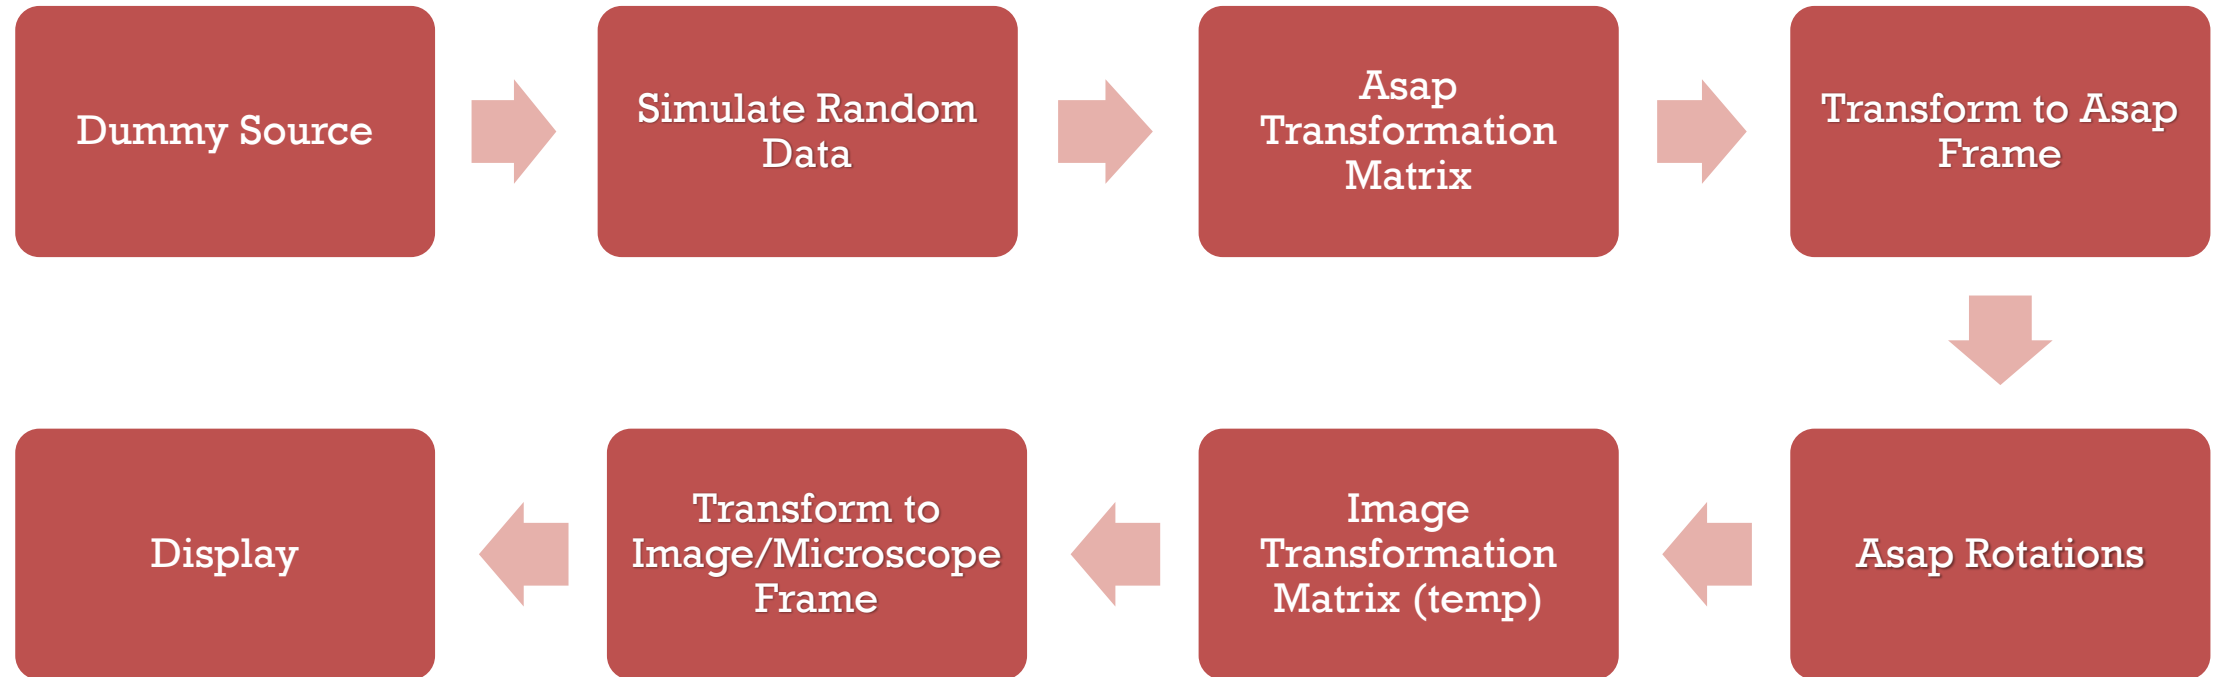 Dummy Source
Simulate Random
Data
Asap
Transformation
Matrix
Transform to Asap
Frame
Asap Rotations
Image
Transformation
Matrix (temp)
Transform to
Image/Microscope
Frame
Display